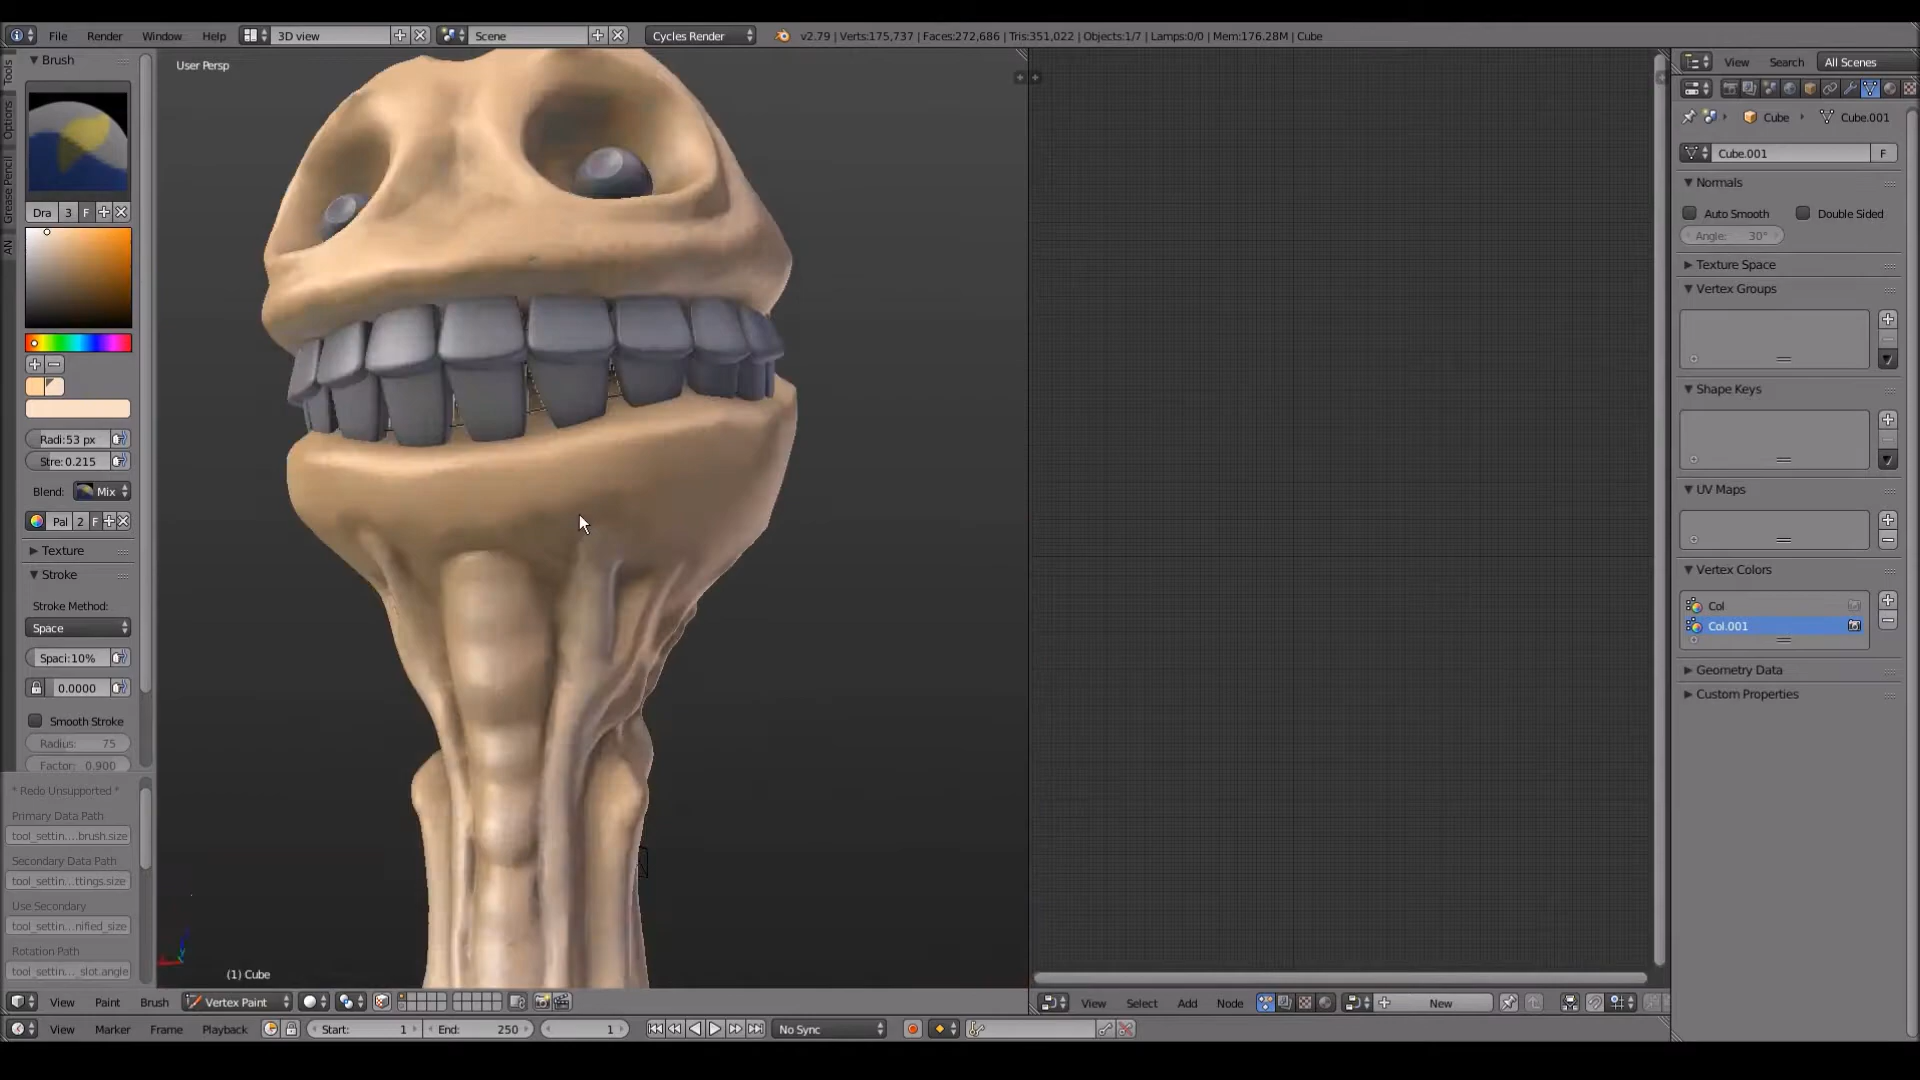 File Render Window Help 3D view Scene Cycles Render v2.79 | Verts:175,737 | Faces:272,686 | Tris:351,022 | Objects:1/7 | Lamps:0/0 | Mem:176.28M | Cube
Tools
Options
Grease Pencil
AN
Brush
Dra 3 F
Radi:53 px
Stre:0.215
Blend: Mix
Pal 2 F
Texture
Stroke
Stroke Method:
Space
Spaci:10%
0.0000
Smooth Stroke
Radius: 75
Factor: 0.900
* Redo Unsupported *
Primary Data Path
tool_settin....brush.size
Secondary Data Path
tool_settin...ttings.size
Use Secondary
tool_settin...nified_size
Rotation Path
tool_settin..._slot.angle
User Persp
(1) Cube
View Paint Brush Vertex Paint
View Select Add Node New
View Marker Frame Playback Start: 1 End: 250 1 No Sync
View Search All Scenes
Cube Cube.001
Cube.001 F
Normals
Auto Smooth Double Sided
Angle: 30°
Texture Space
Vertex Groups
Shape Keys
UV Maps
Vertex Colors
Col
Col.001
Geometry Data
Custom Properties